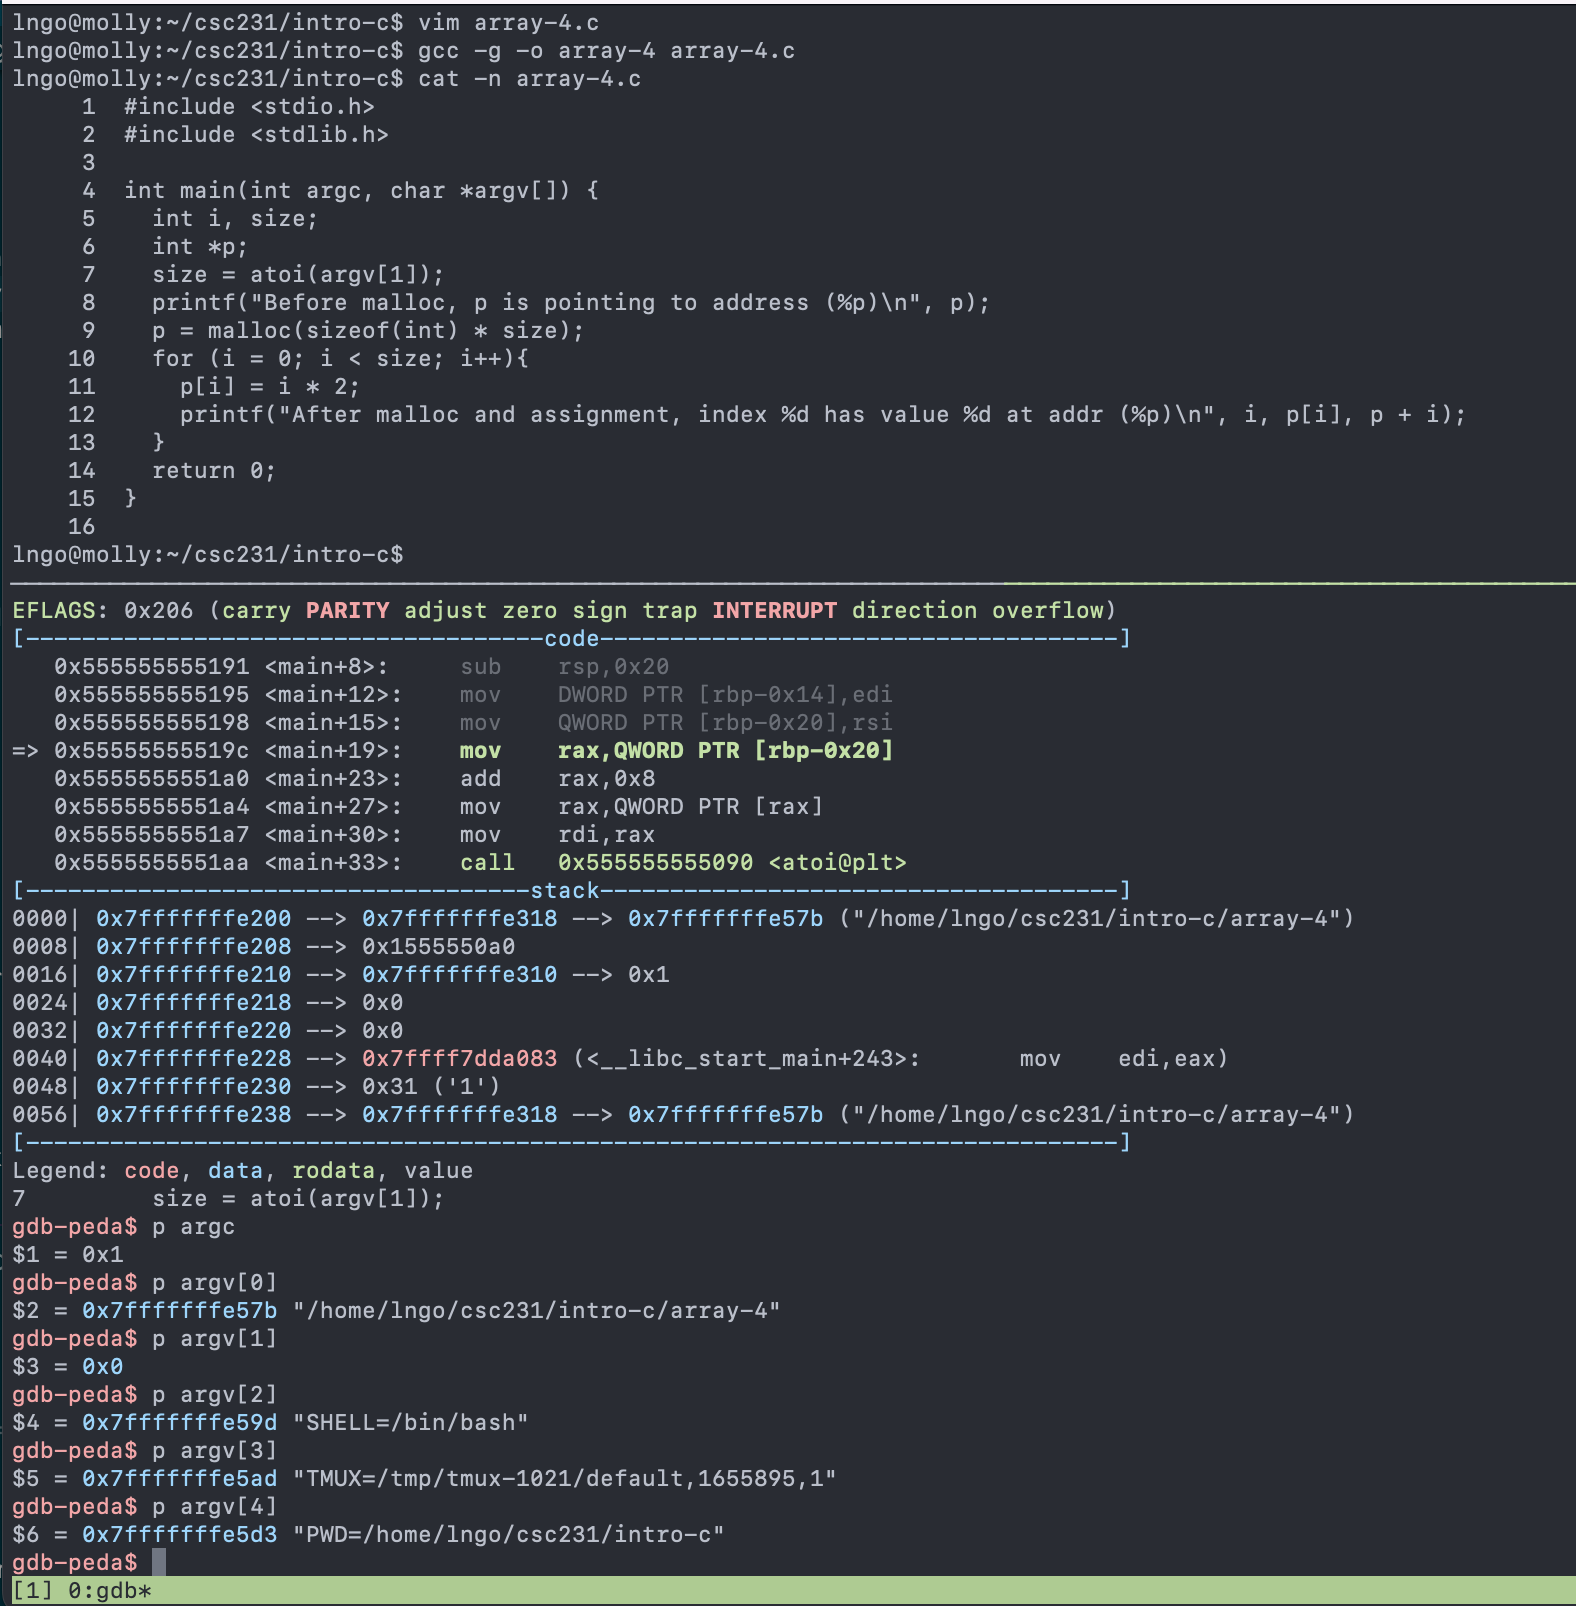 lngo@molly:~/csc231/intro-c$ vim array-4.c
lngo@molly:~/csc231/intro-c$ gcc -g -o array-4 array-4.c
lngo@molly:~/csc231/intro-c$ cat -n array-4.c
     1  #include <stdio.h>
     2  #include <stdlib.h>
     3
     4  int main(int argc, char *argv[]) {
     5    int i, size;
     6    int *p;
     7    size = atoi(argv[1]);
     8    printf("Before malloc, p is pointing to address (%p)\n", p);
     9    p = malloc(sizeof(int) * size);
    10    for (i = 0; i < size; i++){
    11      p[i] = i * 2;
    12      printf("After malloc and assignment, index %d has value %d at addr (%p)\n", i, p[i], p + i);
    13    }
    14    return 0;
    15  }
    16
lngo@molly:~/csc231/intro-c$
EFLAGS: 0x206 (carry PARITY adjust zero sign trap INTERRUPT direction overflow)
[-------------------------------------code-------------------------------------]
   0x555555555191 <main+8>:     sub    rsp,0x20
   0x555555555195 <main+12>:    mov    DWORD PTR [rbp-0x14],edi
   0x555555555198 <main+15>:    mov    QWORD PTR [rbp-0x20],rsi
=> 0x55555555519c <main+19>:    mov    rax,QWORD PTR [rbp-0x20]
   0x5555555551a0 <main+23>:    add    rax,0x8
   0x5555555551a4 <main+27>:    mov    rax,QWORD PTR [rax]
   0x5555555551a7 <main+30>:    mov    rdi,rax
   0x5555555551aa <main+33>:    call   0x555555555090 <atoi@plt>
[------------------------------------stack-------------------------------------]
0000| 0x7fffffffe200 --> 0x7fffffffe318 --> 0x7fffffffe57b ("/home/lngo/csc231/intro-c/array-4")
0008| 0x7fffffffe208 --> 0x1555550a0
0016| 0x7fffffffe210 --> 0x7fffffffe310 --> 0x1
0024| 0x7fffffffe218 --> 0x0
0032| 0x7fffffffe220 --> 0x0
0040| 0x7fffffffe228 --> 0x7ffff7dda083 (<__libc_start_main+243>:       mov    edi,eax)
0048| 0x7fffffffe230 --> 0x31 ('1')
0056| 0x7fffffffe238 --> 0x7fffffffe318 --> 0x7fffffffe57b ("/home/lngo/csc231/intro-c/array-4")
[------------------------------------------------------------------------------]
Legend: code, data, rodata, value
7         size = atoi(argv[1]);
gdb-peda$ p argc
$1 = 0x1
gdb-peda$ p argv[0]
$2 = 0x7fffffffe57b "/home/lngo/csc231/intro-c/array-4"
gdb-peda$ p argv[1]
$3 = 0x0
gdb-peda$ p argv[2]
$4 = 0x7fffffffe59d "SHELL=/bin/bash"
gdb-peda$ p argv[3]
$5 = 0x7fffffffe5ad "TMUX=/tmp/tmux-1021/default,1655895,1"
gdb-peda$ p argv[4]
$6 = 0x7fffffffe5d3 "PWD=/home/lngo/csc231/intro-c"
gdb-peda$
[1] 0:gdb*